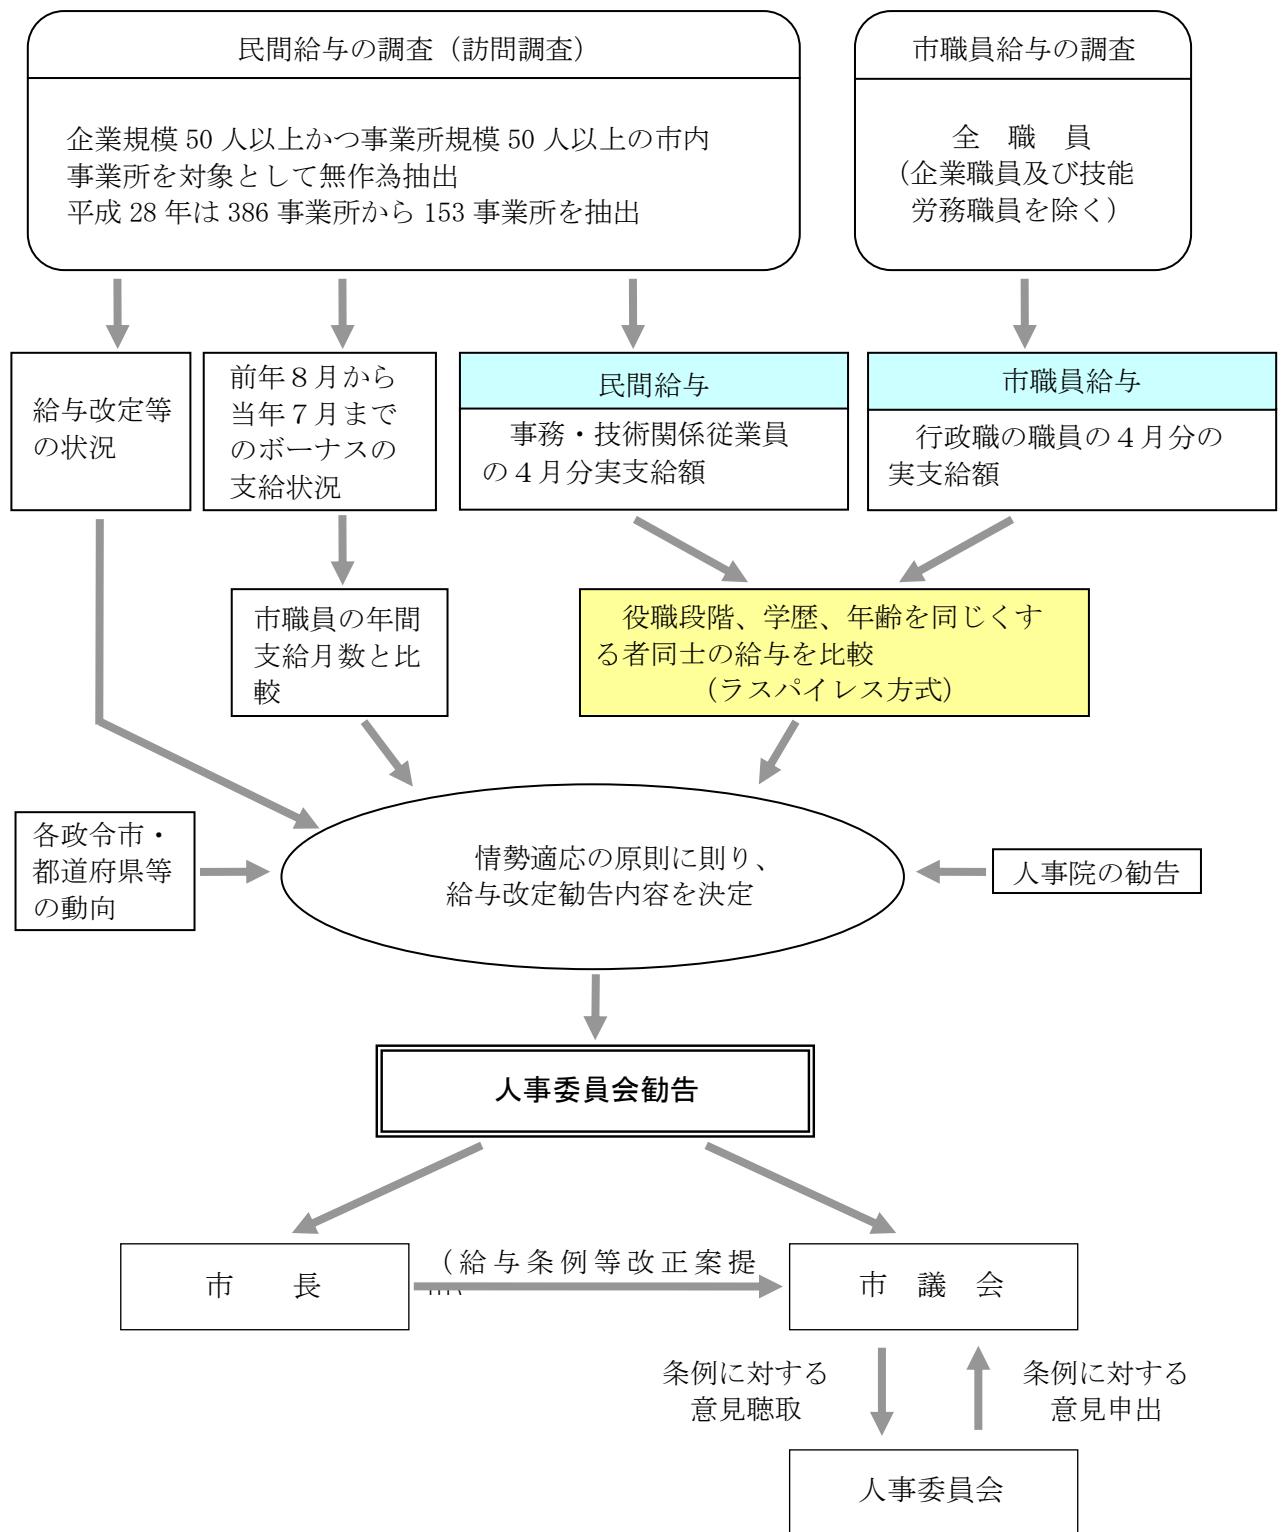 民間給与の調査（訪問調査）
企業規模 50 人以上かつ事業所規模 50 人以上の市内
事業所を対象として無作為抽出
平成 28 年は 386 事業所から 153 事業所を抽出
市職員給与の調査
全　職　員
（企業職員及び技能
労務職員を除く）
給与改定等
の状況
前年８月から
当年７月まで
のボーナスの
支給状況
民間給与
事務・技術関係従業員
の４月分実支給額
市職員給与
行政職の職員の４月分の
実支給額
市職員の年間
支給月数と比
較
役職段階、学歴、年齢を同じくす
る者同士の給与を比較
（ラスパイレス方式）
各政令市・
都道府県等
の動向
情勢適応の原則に則り、
給与改定勧告内容を決定
人事院の勧告
人事委員会勧告
市　　長
（給与条例等改正案提
市　議　会
条例に対する
意見聴取
条例に対する
意見申出
人事委員会